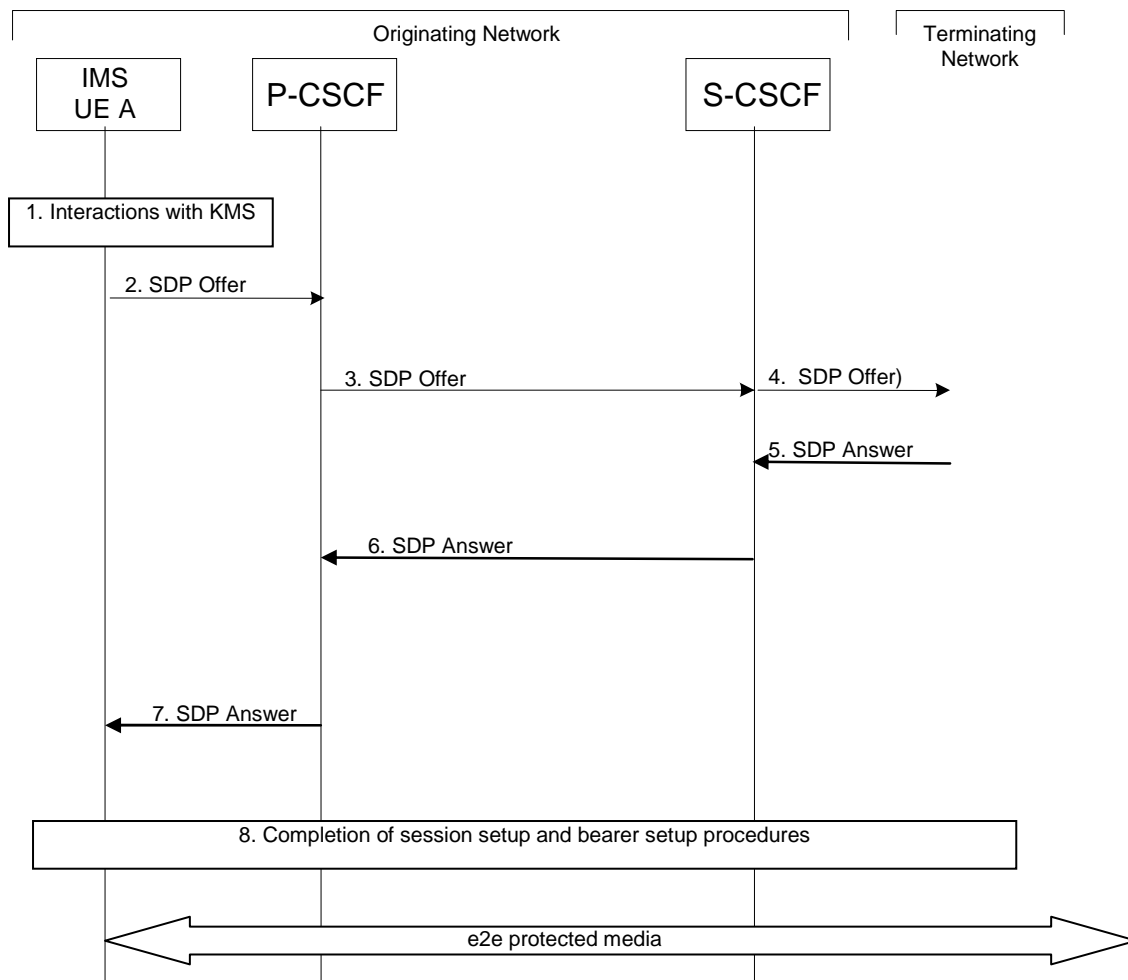 Originating Network
Terminating
Network
IMS
UE A
P-CSCF
S-CSCF
1. Interactions with KMS
2. SDP Offer
3. SDP Offer
4. SDP Offer)
5. SDP Answer
6. SDP Answer
7. SDP Answer
8. Completion of session setup and bearer setup procedures
e2e protected media